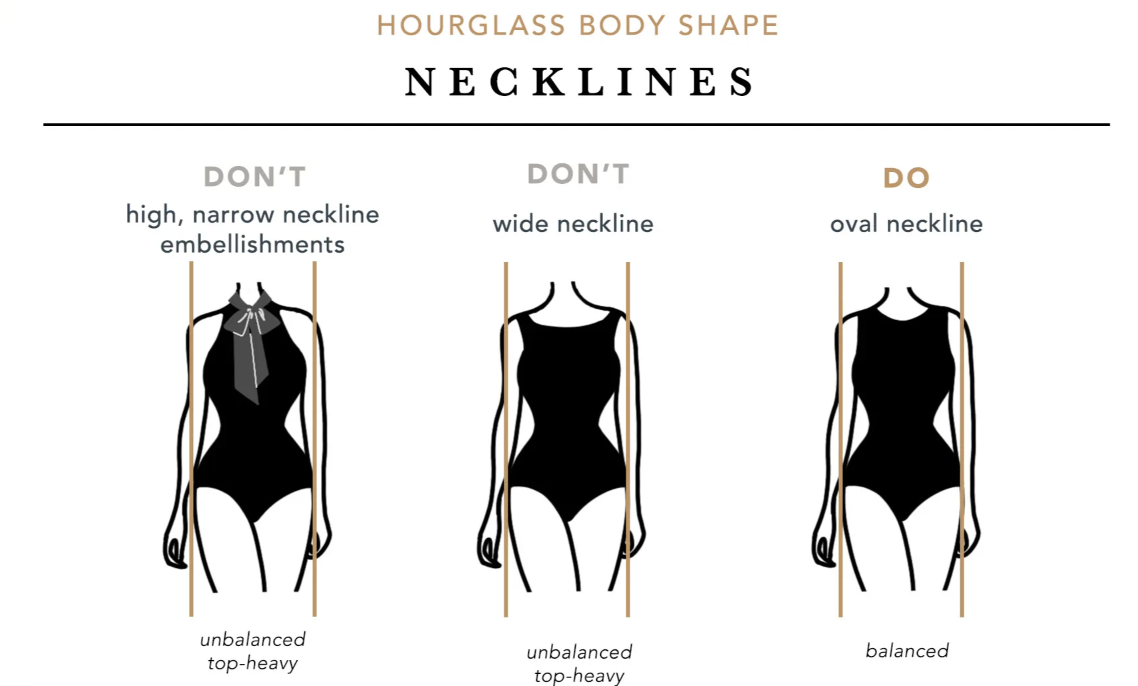 HOURGLASS BODY SHAPE
NECKLINES
DON'T
high, narrow neckline
embellishments
unbalanced
top-heavy
DON'T
wide neckline
unbalanced
top-heavy
DO
oval neckline
balanced